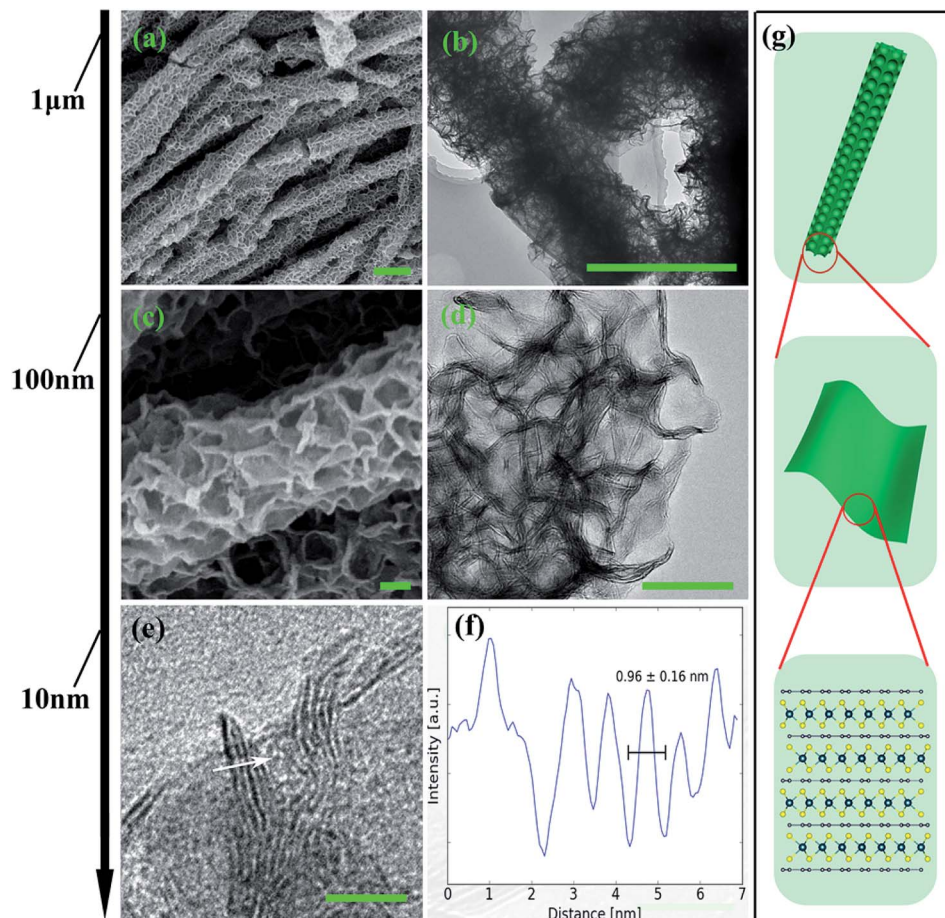 1µm
100nm
10nm
(a)
(b)
(c)
(d)
(e)
(f)
0.96 ± 0.16 nm
Intensity [a.u.]
0 1 2 3 4 5 6 7
Distance [nm]
(g)